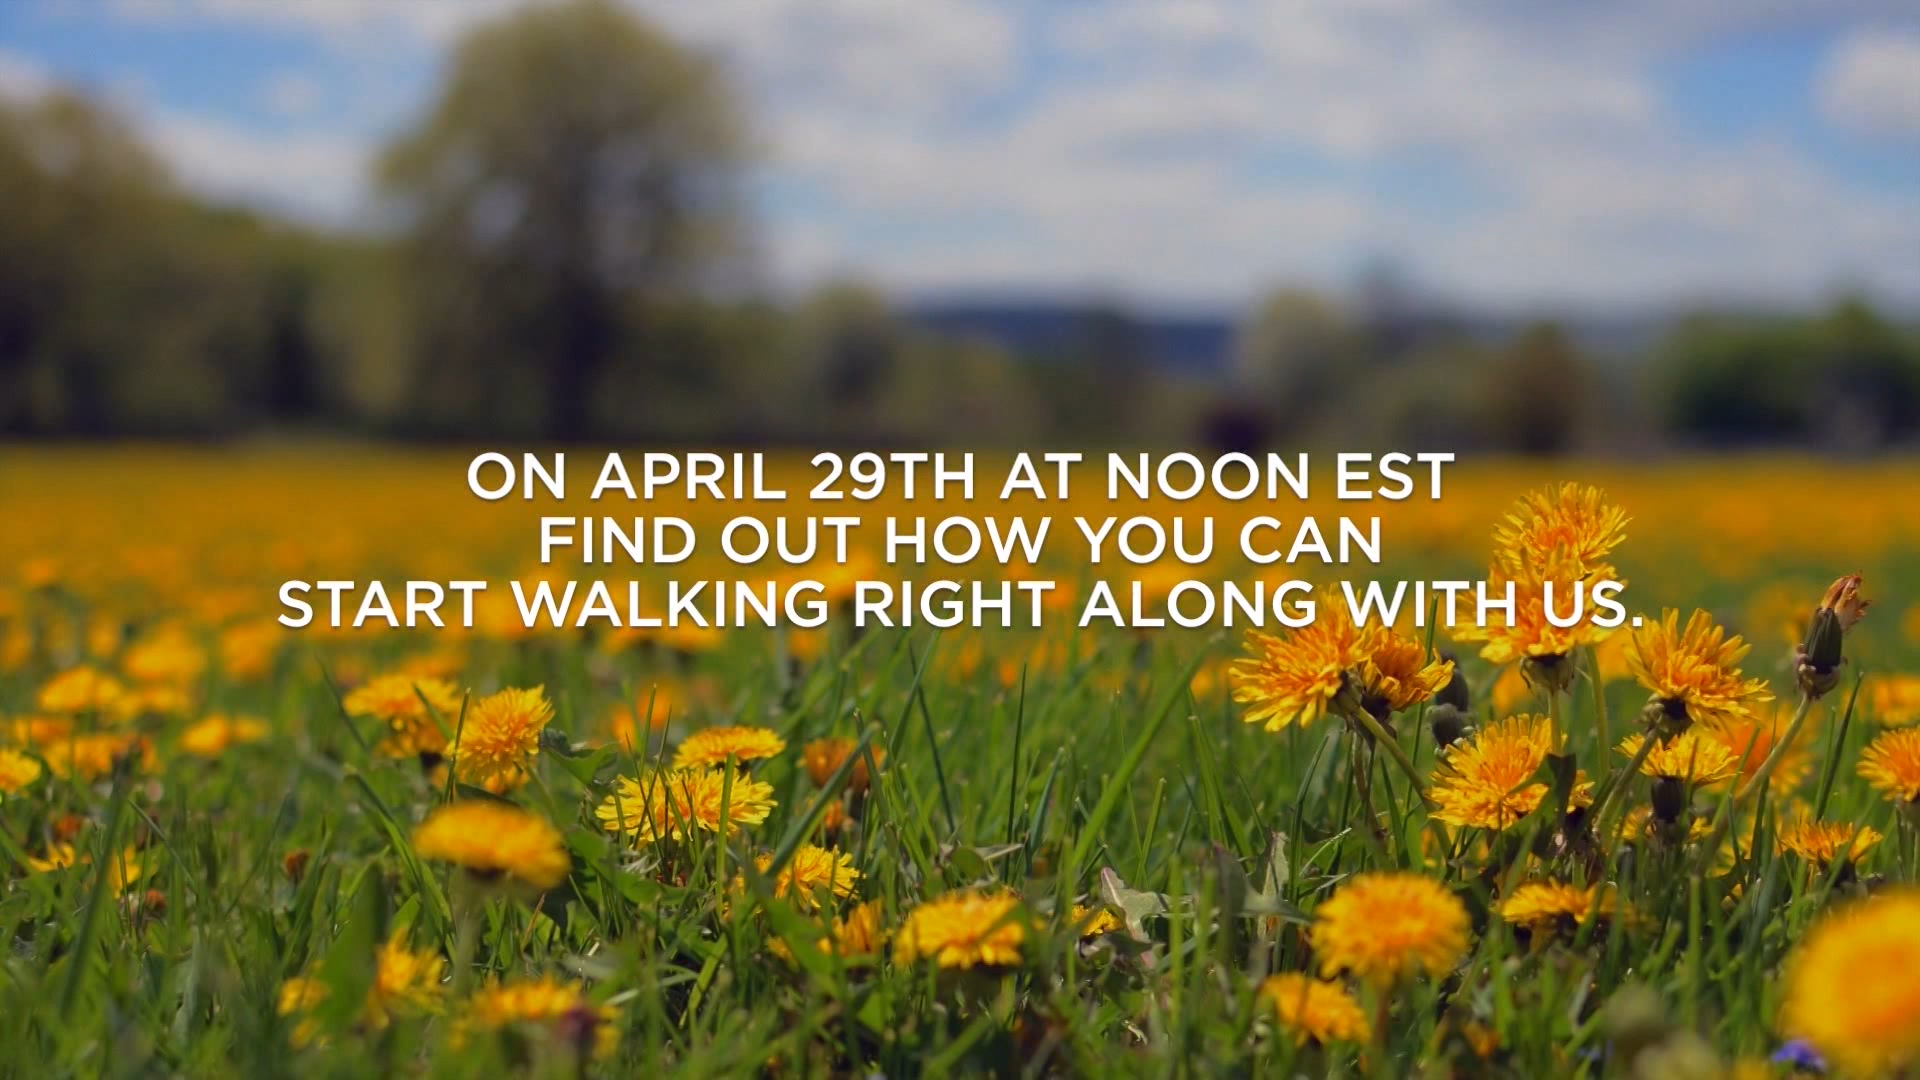 ON APRIL 29TH AT NOON EST
FIND OUT HOW YOU CAN
START WALKING RIGHT ALONG WITH US.